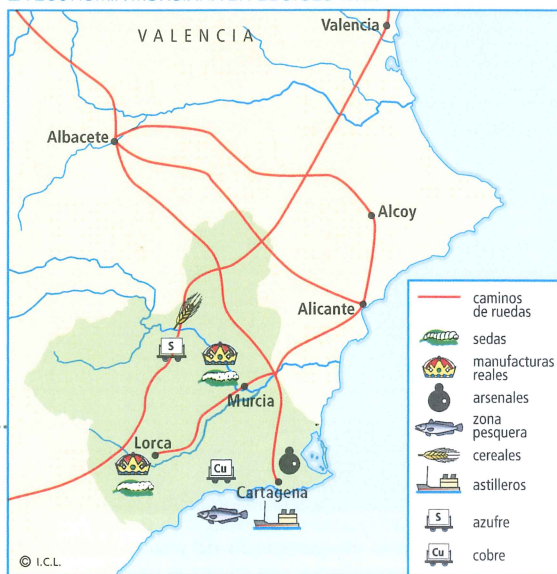 Valencia
VALENCIA
Albacete
Alcoy
Alicante
S
Murcia
Lorca
Cu
Cartagena
© I.C.L.
caminos
de ruedas
sedas
manufacturas
reales
arsenales
zona
pesquera
cereales
astilleros
S
azufre
Cu
cobre